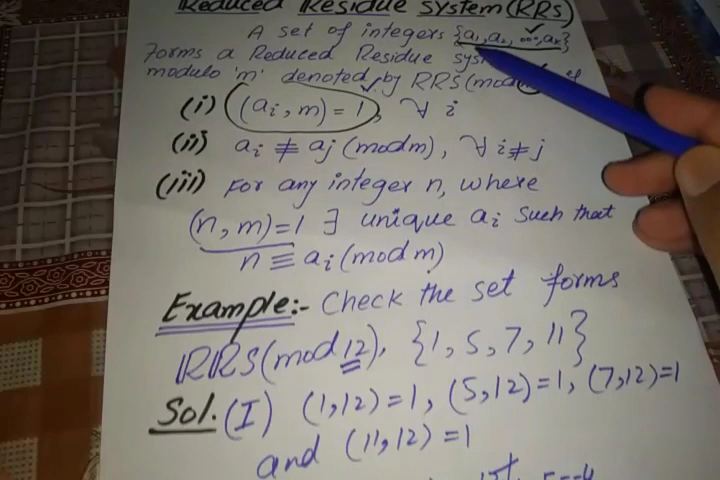 Reduced Residue System (RRS)
A set of integers {a₁, a₂, ..., aᵣ}
Forms a Reduced Residue
modulo 'm' denoted by RRS (mod
(i) (aᵢ, m) = 1, ∀ i
(ii) aᵢ ≢ aⱼ (mod m), ∀ i ≠ j
(iii) For any integer n, where
(n, m) = 1 ∃ unique aᵢ such that
n ≡ aᵢ (mod m)
Example:- Check the set forms
RRS (mod 12), {1, 5, 7, 11}
Sol. (I) (1,12)=1, (5,12)=1, (7,12)=1
and (11,12) = 1